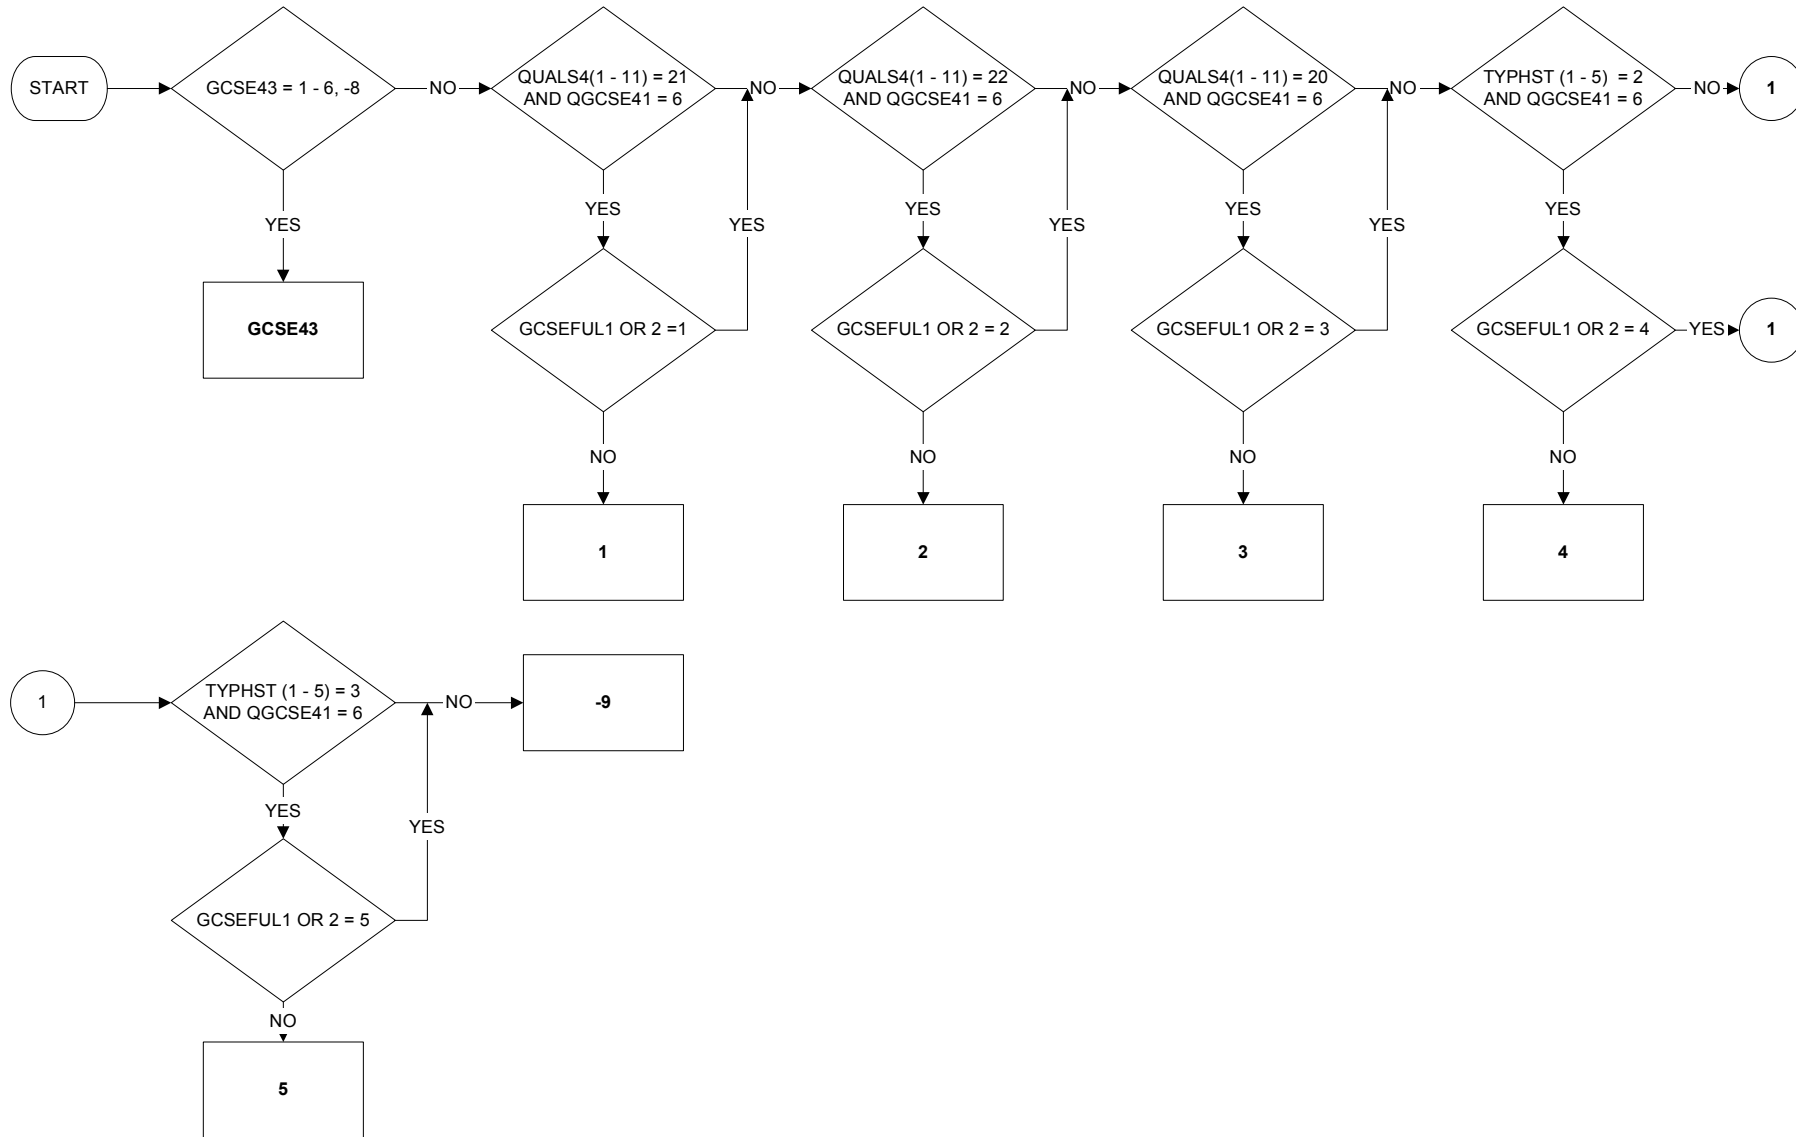 START
GCSE43 = 1 - 6, -8
NO
QUALS4(1 - 11) = 21
AND QGCSE41 = 6
NO
QUALS4(1 - 11) = 22
AND QGCSE41 = 6
NO
QUALS4(1 - 11) = 20
AND QGCSE41 = 6
NO
TYPHST (1 - 5) = 2
AND QGCSE41 = 6
NO
1
YES
YES
YES
YES
YES
YES
YES
YES
GCSE43
GCSEFUL1 OR 2 =1
GCSEFUL1 OR 2 = 2
GCSEFUL1 OR 2 = 3
GCSEFUL1 OR 2 = 4
YES
1
NO
NO
NO
NO
1
2
3
4
1
TYPHST (1 - 5) = 3
AND QGCSE41 = 6
NO
-9
YES
YES
GCSEFUL1 OR 2 = 5
NO
5